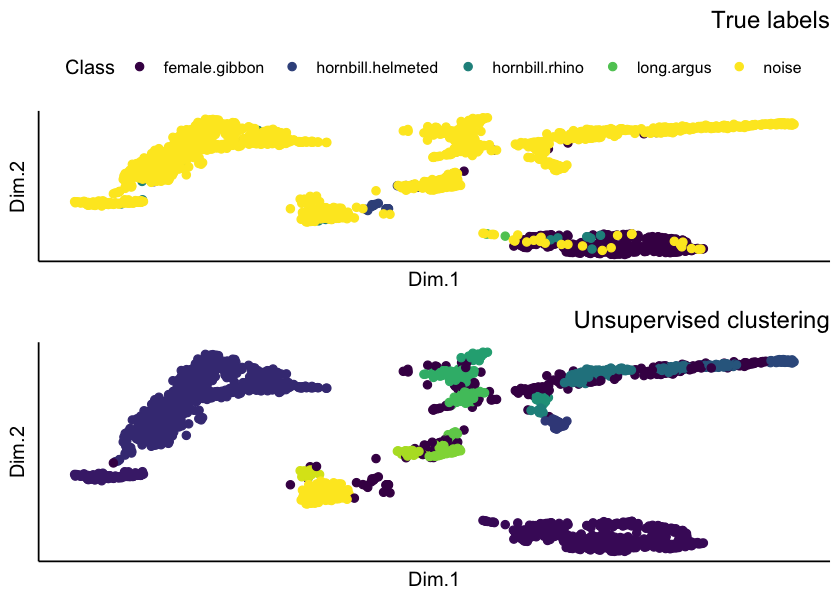 True labels
Class female.gibbon hornbill.helmeted hornbill.rhino long.argus noise
Dim.2
Dim.1
Unsupervised clustering
Dim.2
Dim.1